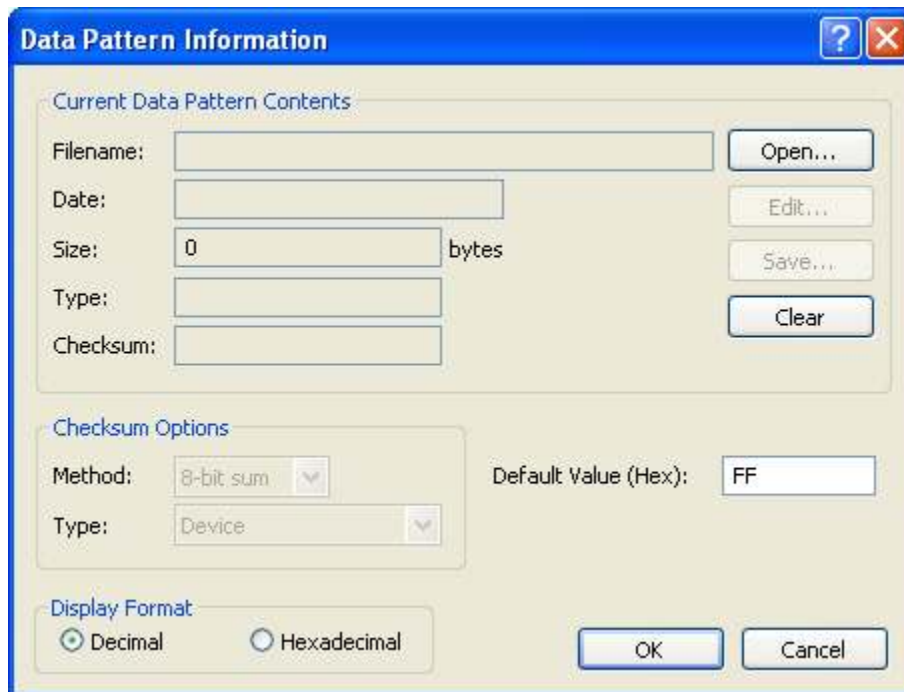 Data Pattern Information
Current Data Pattern Contents
Filename: Open...
Date: Edit...
Size: 0 bytes
Save...
Type:
Clear
Checksum:
Checksum Options
Method: 8-bit sum
Default Value (Hex): FF
Type: Device
Display Format
Decimal Hexadecimal
OK Cancel